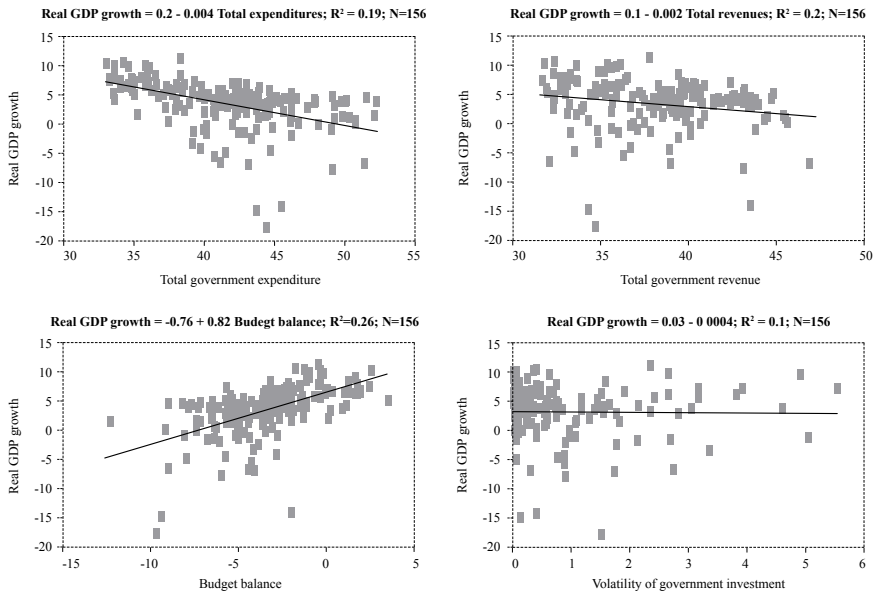 Real GDP growth = 0.2 - 0.004 Total expenditures; R² = 0.19; N=156
15
10
5
0
-5
-10
-15
-20
Real GDP growth
30 35 40 45 50 55
Total government expenditure
Real GDP growth = 0.1 - 0.002 Total revenues; R² = 0.2; N=156
15
10
5
0
-5
-10
-15
-20
Real GDP growth
30 35 40 45 50
Total government revenue
Real GDP growth = -0.76 + 0.82 Budegt balance; R²=0.26; N=156
15
10
5
0
-5
-10
-15
-20
Real GDP growth
-15 -10 -5 0 5
Budget balance
Real GDP growth = 0.03 - 0 0004; R² = 0.1; N=156
15
10
5
0
-5
-10
-15
-20
Real GDP growth
0 1 2 3 4 5 6
Volatility of government investment